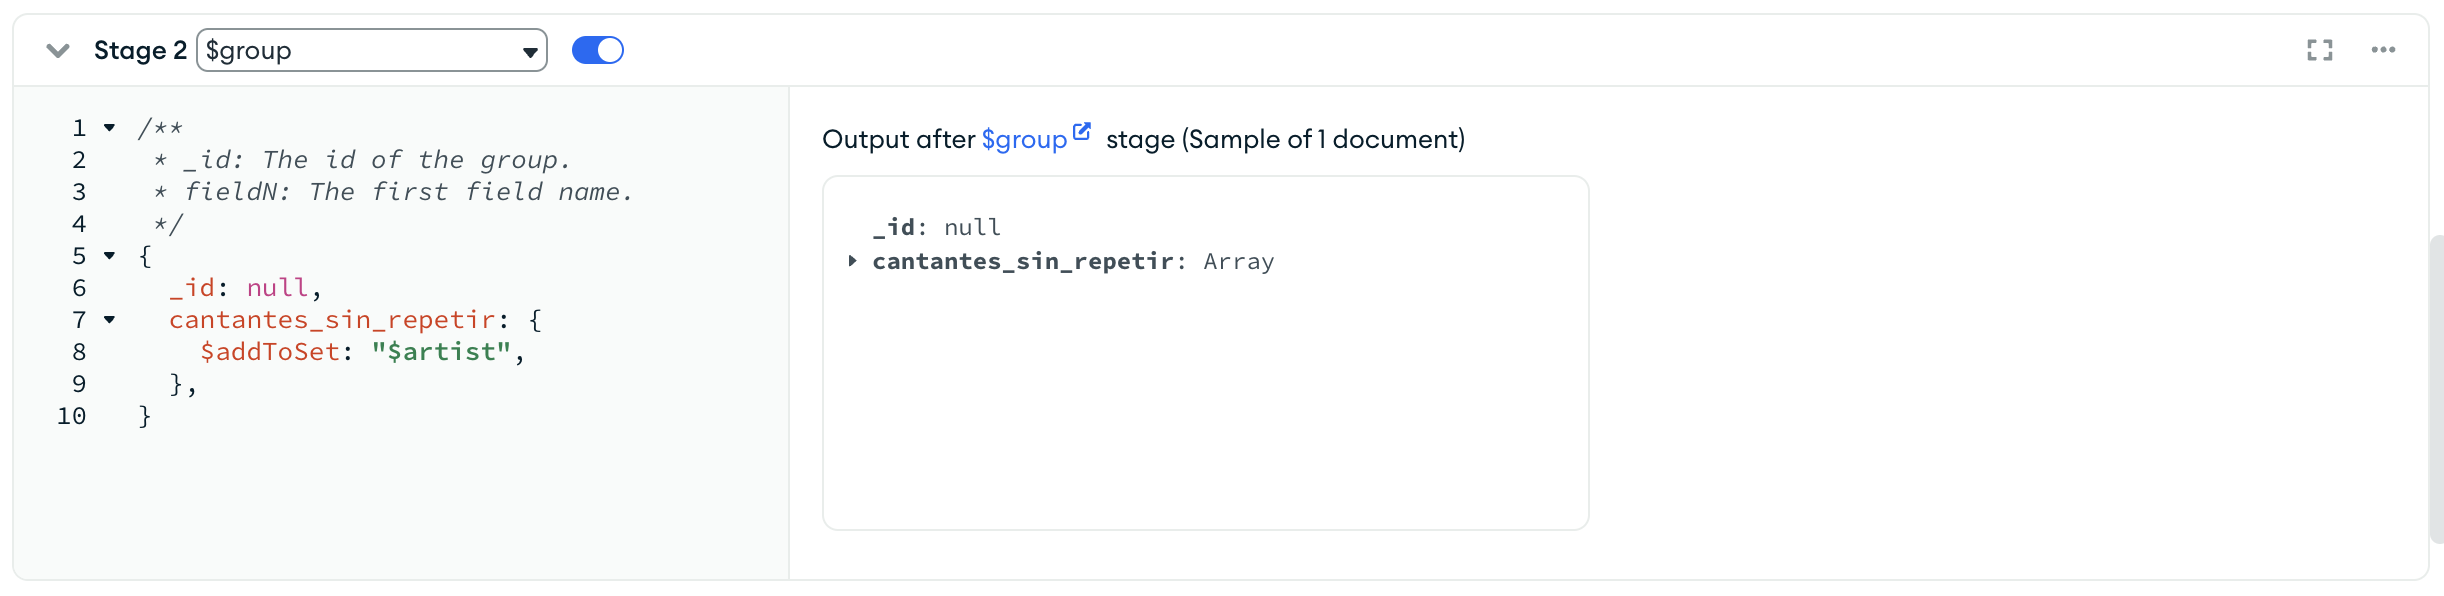 Stage 2 $group
1 /**
2  * _id: The id of the group.
3  * fieldN: The first field name.
4  */
5 {
6   _id: null,
7   cantantes_sin_repetir: {
8     $addToSet: "$artist",
9   },
10 }
Output after $group stage (Sample of 1 document)
_id: null
cantantes_sin_repetir: Array